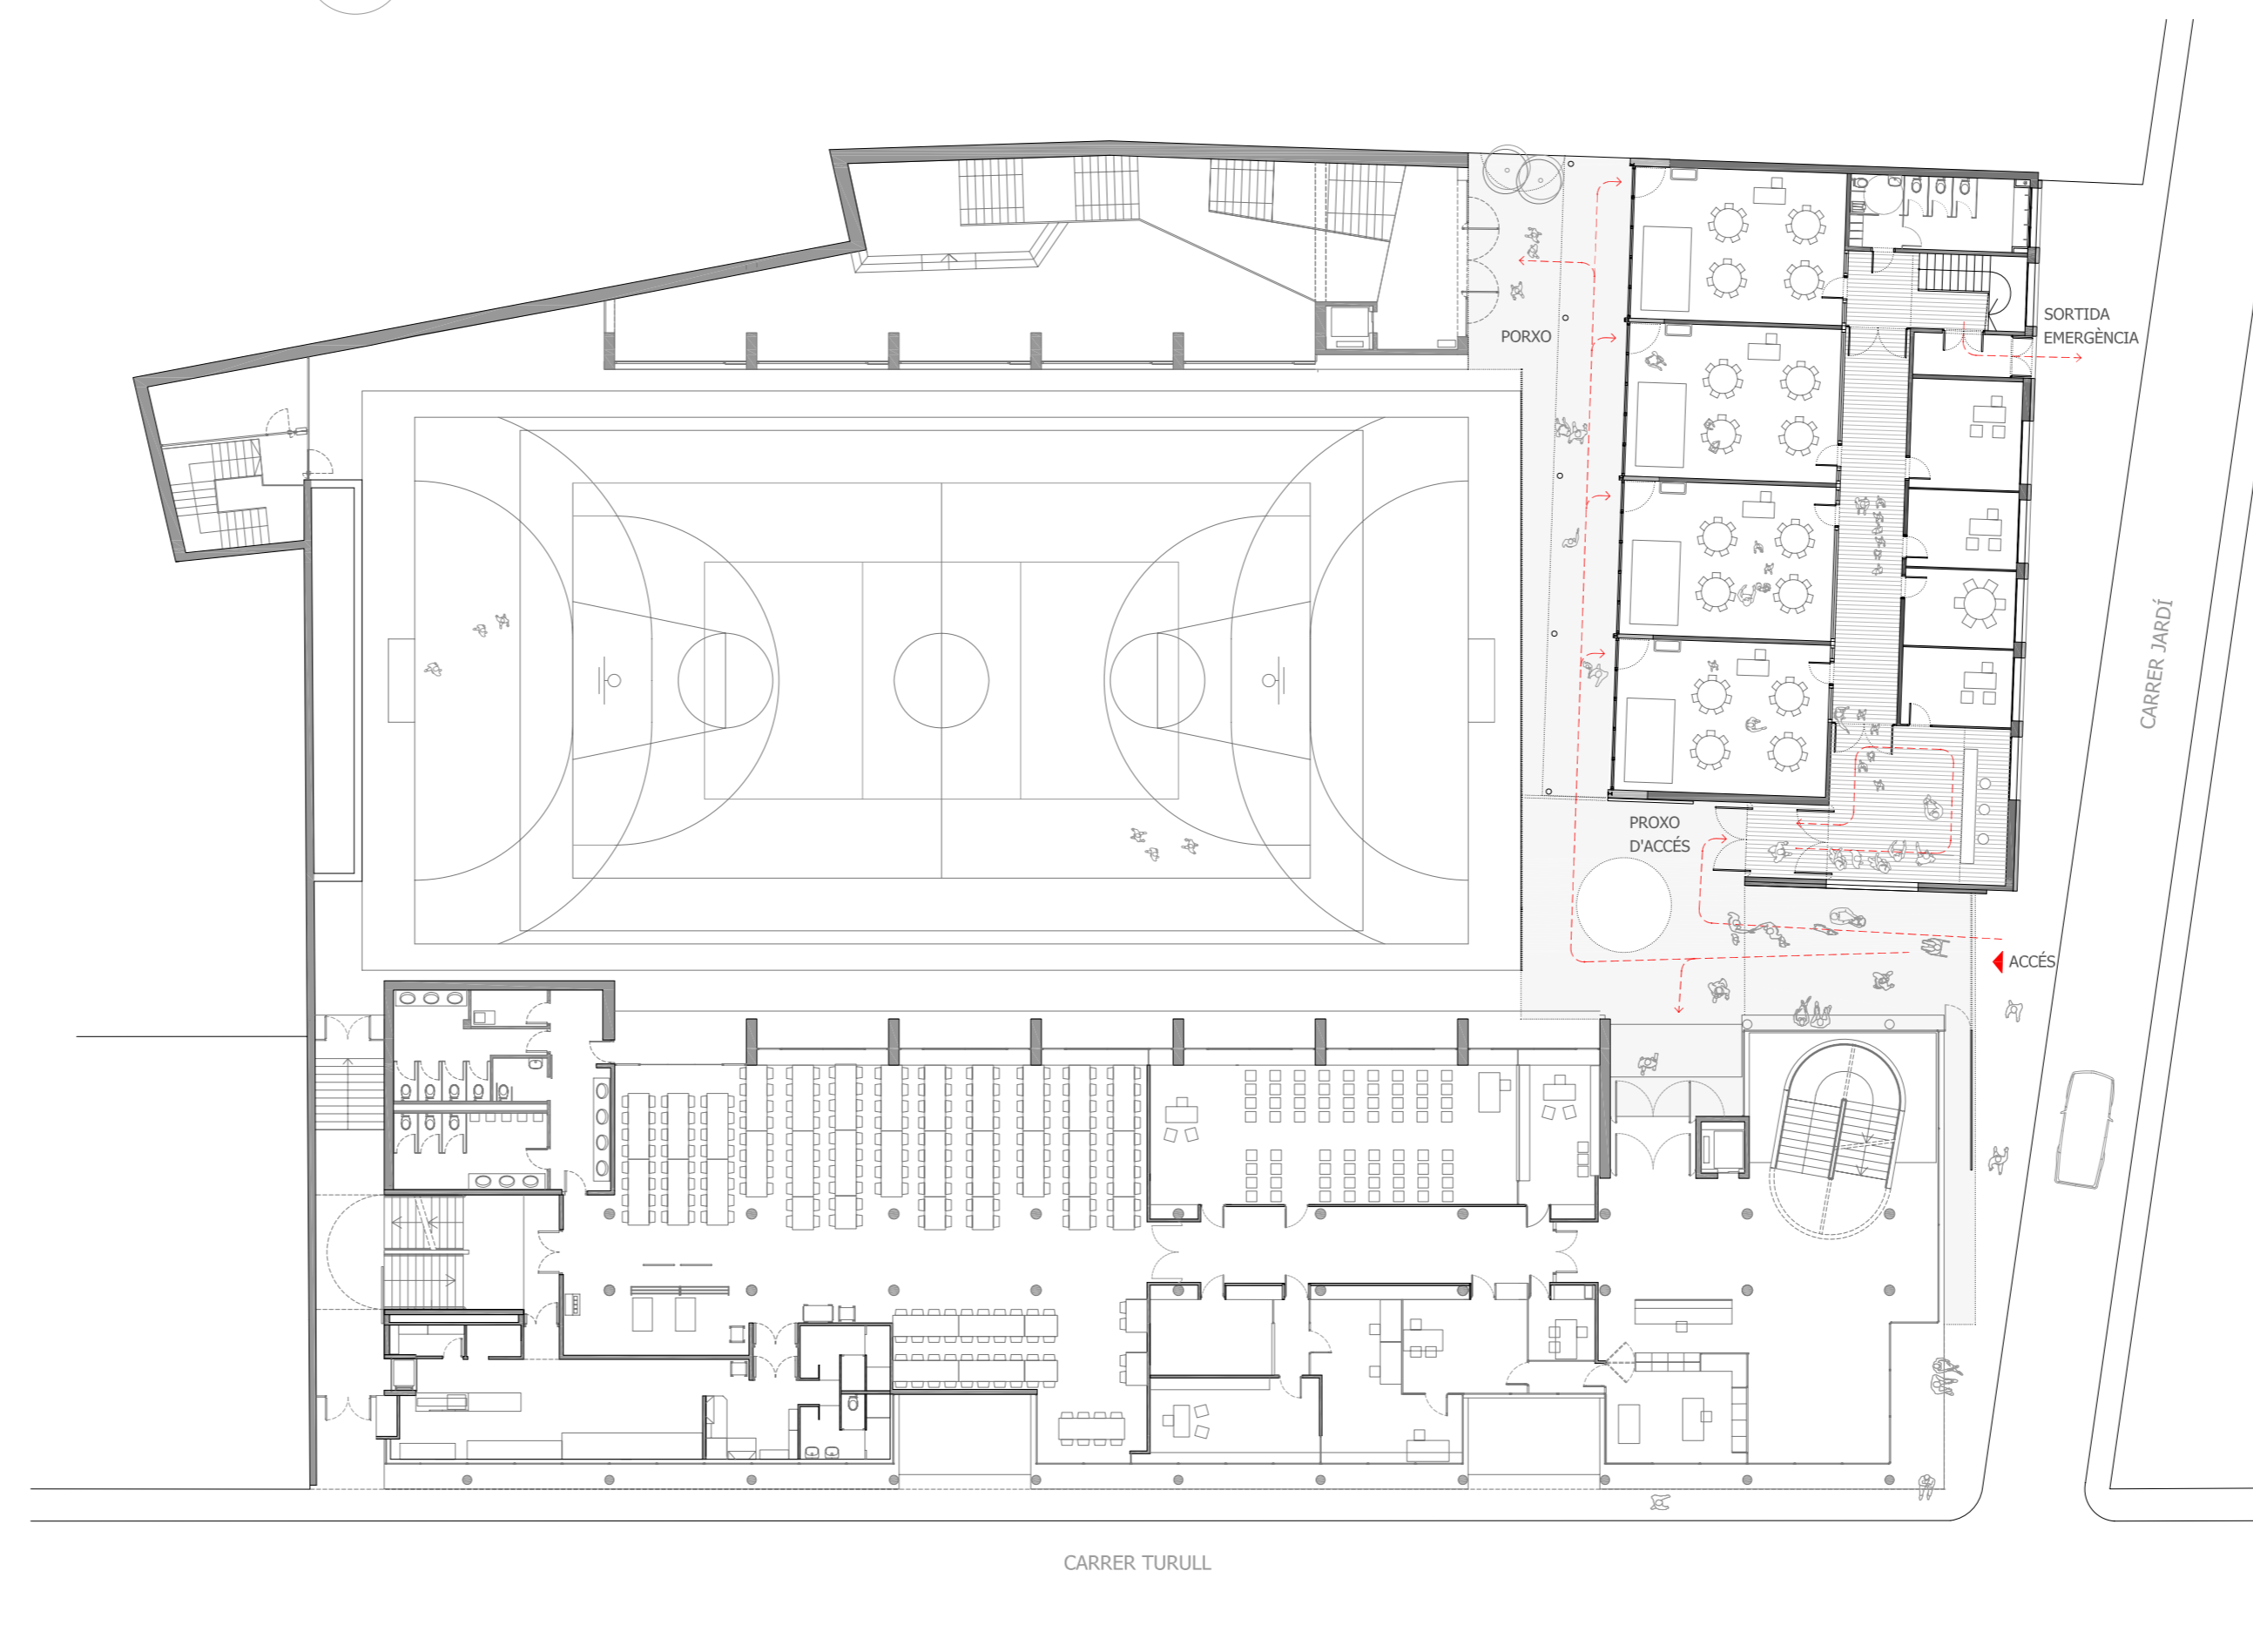 SORTIDA
EMERGÈNCIA
PORXO
CARRER JARDÍ
PROXO
D'ACCÉS
ACCÉS
CARRER TURULL